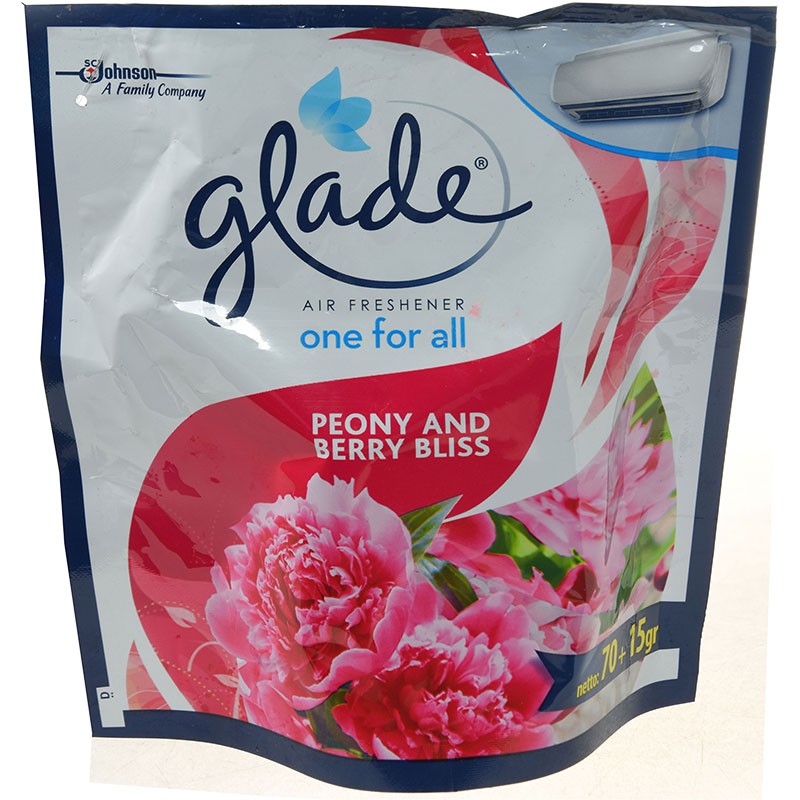 SC Johnson
A Family Company
glade®
AIR FRESHENER
one for all
PEONY AND
BERRY BLISS
netto: 70 + 15gr
D: